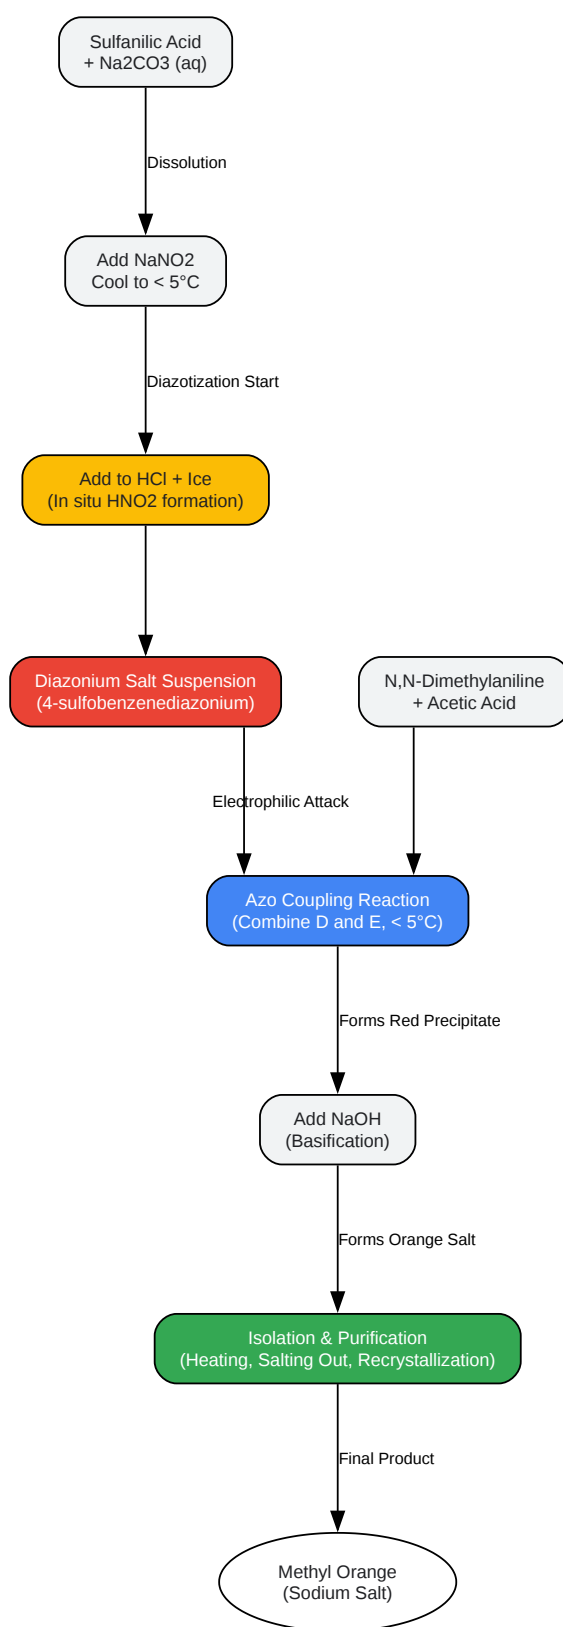 Sulfanilic Acid
+ Na2CO3 (aq)
Dissolution
Add NaNO2
Cool to < 5°C
Diazotization Start
Add to HCl + Ice
(In situ HNO2 formation)
Diazonium Salt Suspension
(4-sulfobenzenediazonium)
N,N-Dimethylaniline
+ Acetic Acid
Electrophilic Attack
Azo Coupling Reaction
(Combine D and E, < 5°C)
Forms Red Precipitate
Add NaOH
(Basification)
Forms Orange Salt
Isolation & Purification
(Heating, Salting Out, Recrystallization)
Final Product
Methyl Orange
(Sodium Salt)